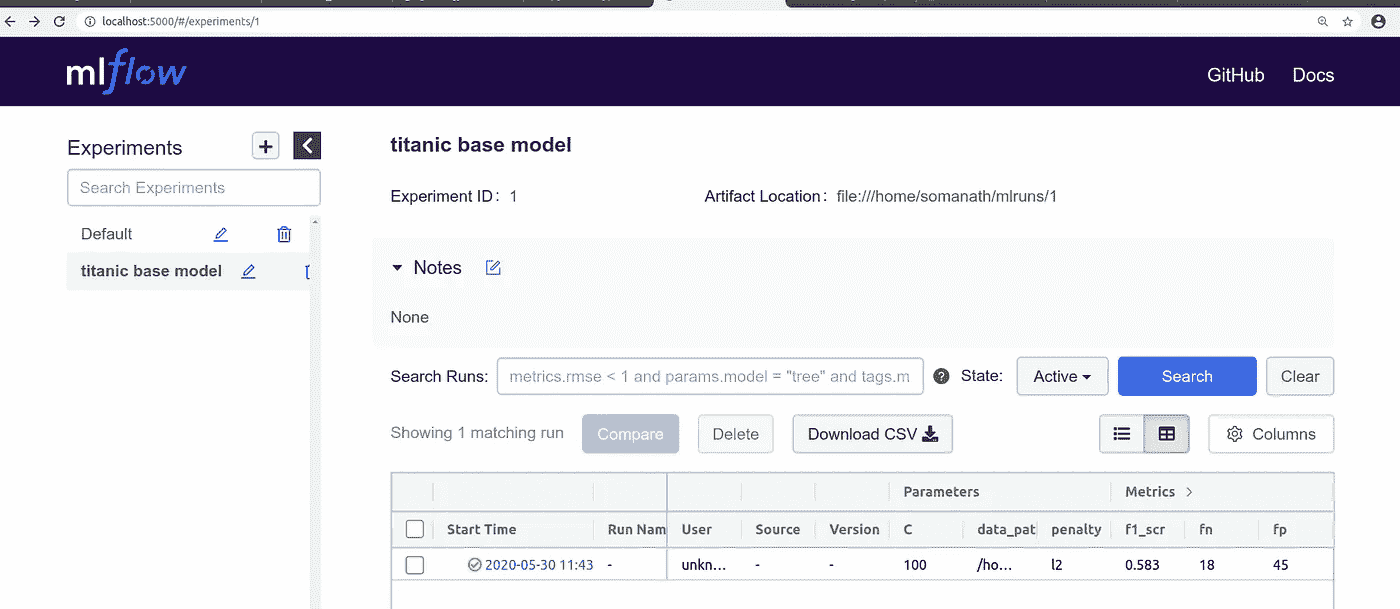 localhost:5000/#/experiments/1
mlflow
GitHub Docs
Experiments
Search Experiments
Default
titanic base model
titanic base model
Experiment ID: 1 Artifact Location: file:///home/somanath/mlruns/1
Notes
None
Search Runs: metrics.rmse < 1 and params.model = "tree" and tags.m State: Active Search Clear
Showing 1 matching run Compare Delete Download CSV Columns
Parameters Metrics >
Start Time Run Nam User Source Version C data_pat penalty f1_scr fn fp
2020-05-30 11:43 - unkn... - - 100 /ho... l2 0.583 18 45